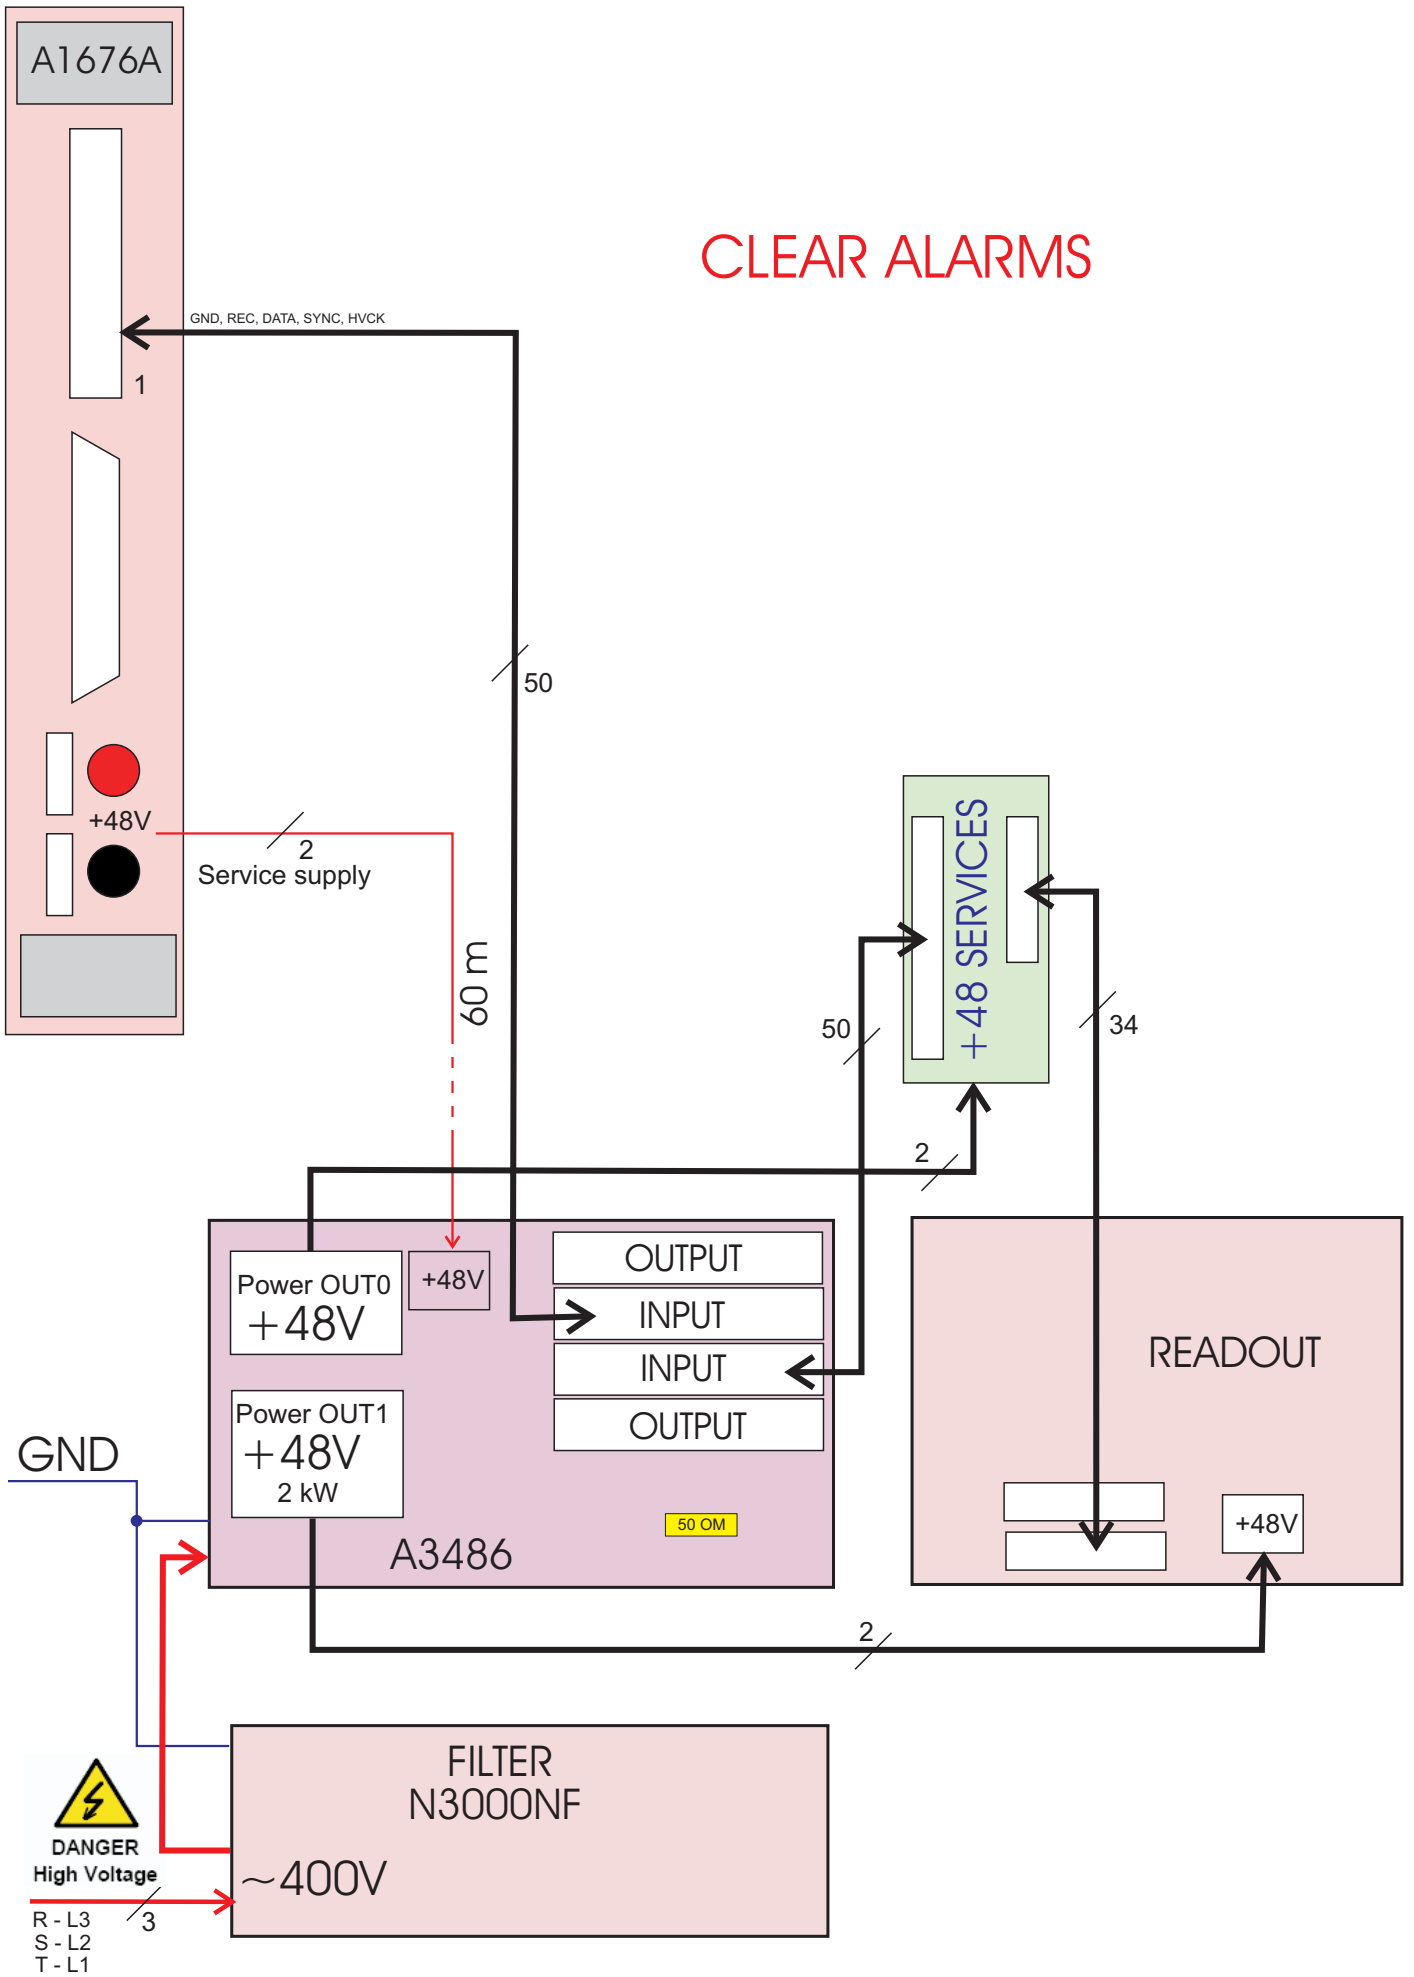 A1676A
CLEAR ALARMS
GND, REC, DATA, SYNC, HVCK
1
50
+48V
2
Service supply
60 m
+48 SERVICES
50
34
2
Power OUT0
+48V
+48V
OUTPUT
INPUT
INPUT
OUTPUT
READOUT
Power OUT1
+48V
2 kW
GND
50 OM
+48V
A3486
2
FILTER
N3000NF
DANGER
High Voltage
~400V
R - L3
3
S - L2
T - L1